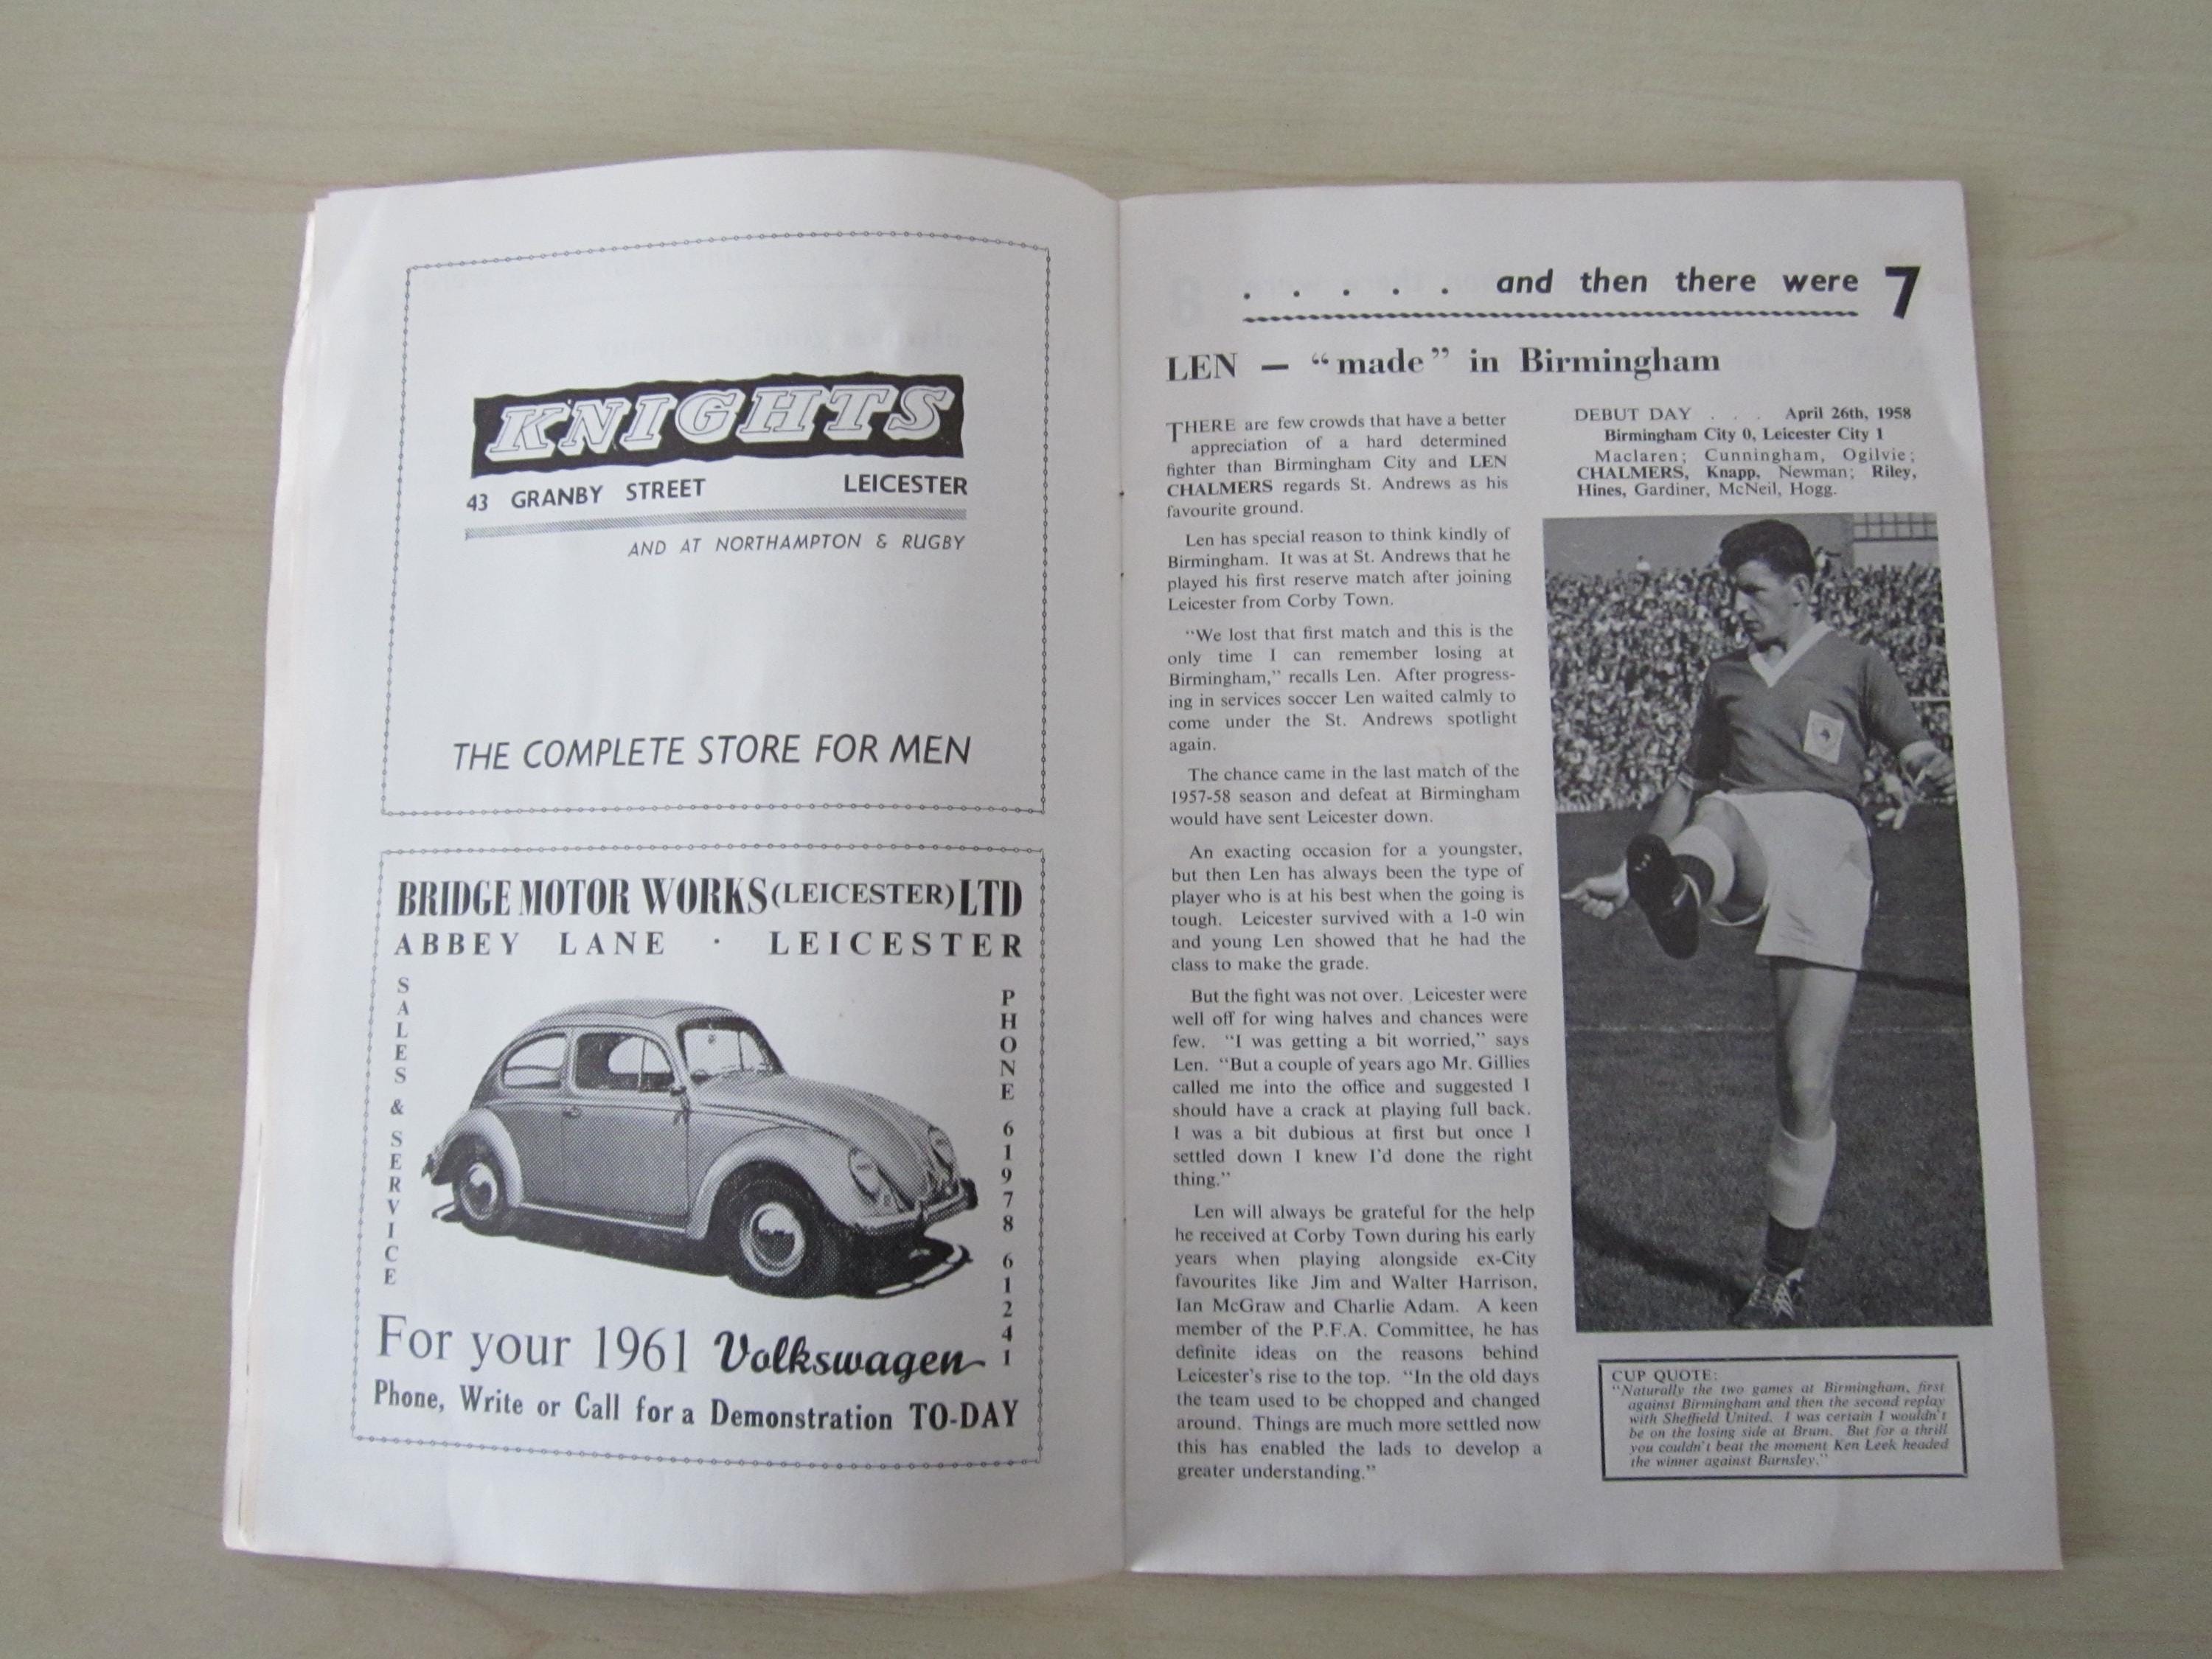 KNIGHTS
43 GRANBY STREET LEICESTER
AND AT NORTHAMPTON & RUGBY
THE COMPLETE STORE FOR MEN
BRIDGE MOTOR WORKS (LEICESTER) LTD
ABBEY LANE · LEICESTER
SALES & SERVICE
PHONE 61978 61241
For your 1961 Volkswagen
Phone, Write or Call for a Demonstration TO-DAY
. . . . . and then there were 7
LEN — "made" in Birmingham
THERE are few crowds that have a better
appreciation of a hard determined
fighter than Birmingham City and LEN
CHALMERS regards St. Andrews as his
favourite ground.
Len has special reason to think kindly of
Birmingham. It was at St. Andrews that he
played his first reserve match after joining
Leicester from Corby Town.
"We lost that first match and this is the
only time I can remember losing at
Birmingham," recalls Len. After progress-
ing in services soccer Len waited calmly to
come under the St. Andrews spotlight
again.
The chance came in the last match of the
1957-58 season and defeat at Birmingham
would have sent Leicester down.
An exacting occasion for a youngster,
but then Len has always been the type of
player who is at his best when the going is
tough. Leicester survived with a 1-0 win
and young Len showed that he had the
class to make the grade.
But the fight was not over. Leicester were
well off for wing halves and chances were
few. "I was getting a bit worried," says
Len. "But a couple of years ago Mr. Gillies
called me into the office and suggested I
should have a crack at playing full back.
I was a bit dubious at first but once I
settled down I knew I'd done the right
thing."
Len will always be grateful for the help
he received at Corby Town during his early
years when playing alongside ex-City
favourites like Jim and Walter Harrison,
Ian McGraw and Charlie Adam. A keen
member of the P.F.A. Committee, he has
definite ideas on the reasons behind
Leicester's rise to the top. "In the old days
the team used to be chopped and changed
around. Things are much more settled now
this has enabled the lads to develop a
greater understanding."
DEBUT DAY . . . April 26th, 1958
Birmingham City 0, Leicester City 1
Maclaren; Cunningham, Ogilvie;
CHALMERS, Knapp, Newman; Riley,
Hines, Gardiner, McNeil, Hogg.
CUP QUOTE:
"Naturally the two games at Birmingham, first
against Birmingham and then the second replay
with Sheffield United. I was certain I wouldn't
be on the losing side at Brum. But for a thrill
you couldn't beat the moment Ken Leek headed
the winner against Barnsley."